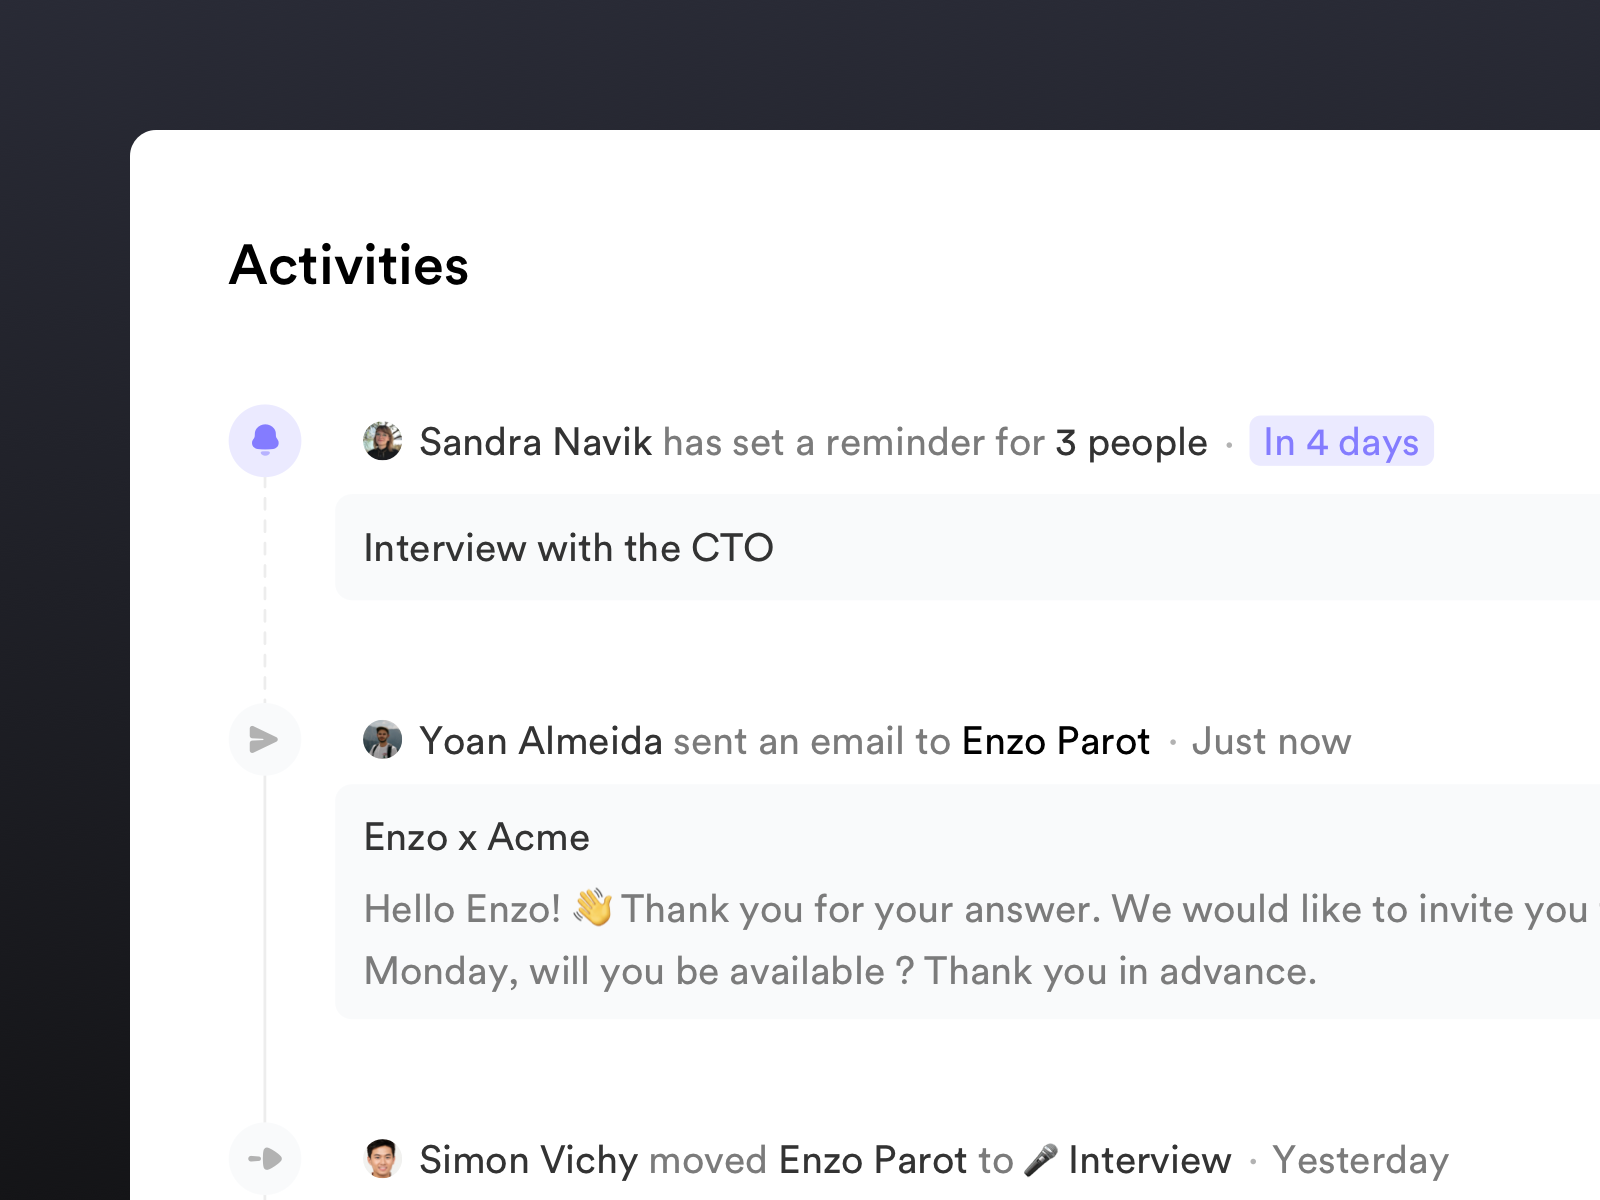 Activities
Sandra Navik has set a reminder for 3 people · In 4 days
Interview with the CTO
Yoan Almeida sent an email to Enzo Parot · Just now
Enzo x Acme
Hello Enzo! 👋 Thank you for your answer. We would like to invite you
Monday, will you be available ? Thank you in advance.
Simon Vichy moved Enzo Parot to 🎤 Interview · Yesterday